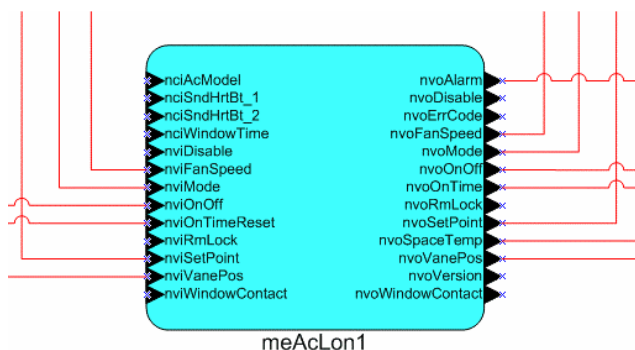 nciAcModel nvoAlarm
nciSndHrtBt_1 nvoDisable
nciSndHrtBt_2 nvoErrCode
nciWindowTime nvoFanSpeed
nviDisable nvoMode
nviFanSpeed nvoOnOff
nviMode nvoOnTime
nviOnOff nvoRmLock
nviOnTimeReset nvoSetPoint
nviRmLock nvoSpaceTemp
nviSetPoint nvoVanePos
nviVanePos nvoVersion
nviWindowContact nvoWindowContact
meAcLon1